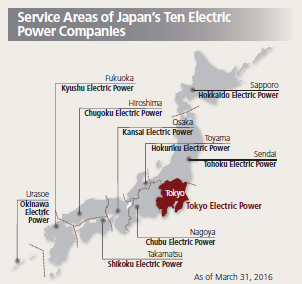 Service Areas of Japan's Ten Electric
Power Companies
Fukuoka
Kyushu Electric Power
Sapporo
Hokkaido Electric Power
Hiroshima
Chugoku Electric Power
Osaka
Kansai Electric Power
Toyama
Hokuriku Electric Power
Sendai
Tohoku Electric Power
Urasoe
Okinawa
Electric
Power
Tokyo
Tokyo Electric Power
Nagoya
Chubu Electric Power
Takamatsu
Shikoku Electric Power
As of March 31, 2016